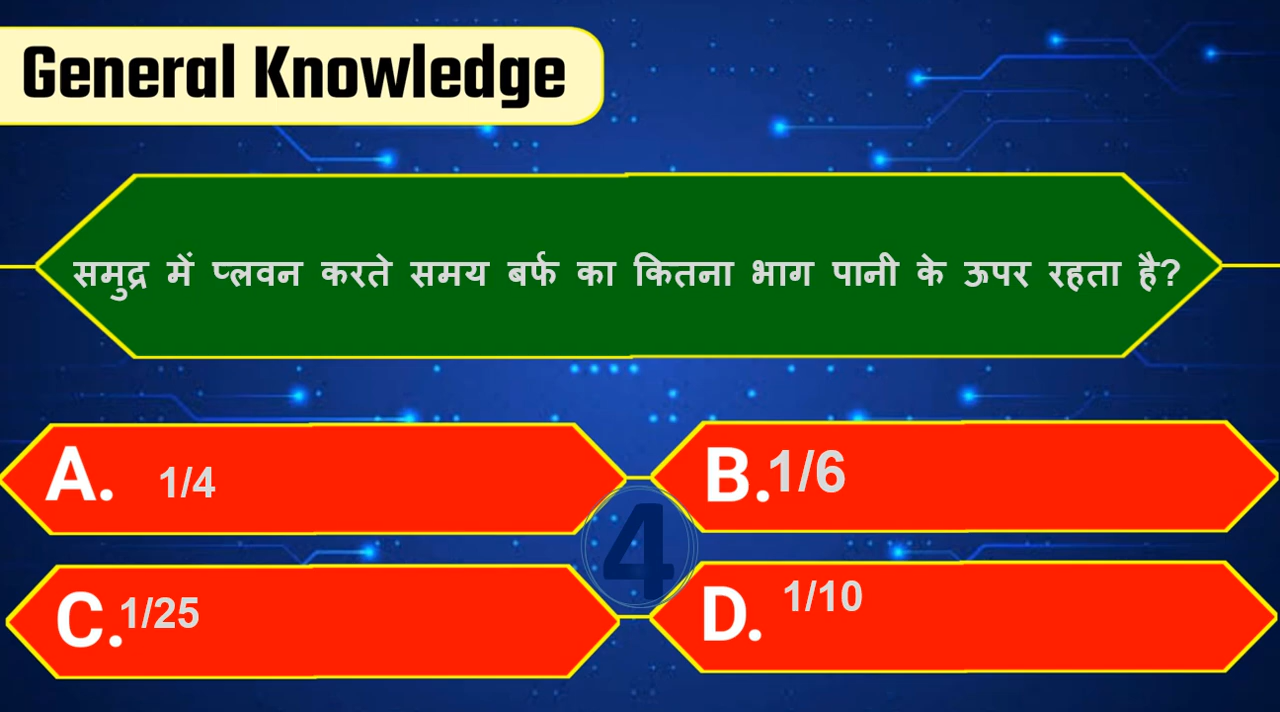 General Knowledge
समुद्र में प्लवन करते समय बर्फ का कितना भाग पानी के ऊपर रहता है?
A. 1/4
B. 1/6
4
C. 1/25
D. 1/10